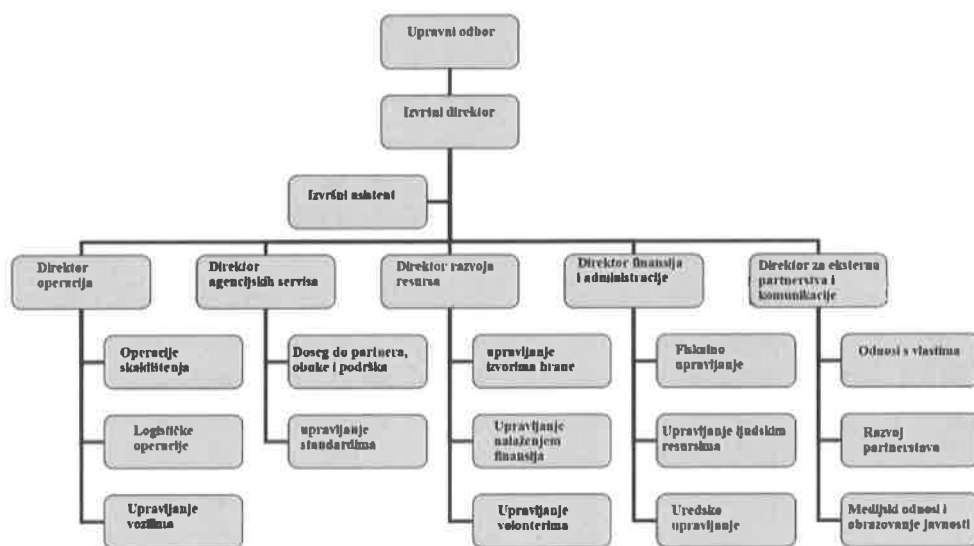 Upravni odbor
Izvršni direktor
Izvršni asistent
Direktor
operacija
Direktor
agencijskih servisa
Direktor razvoja
resursa
Direktor finansija
i administracije
Direktor za eksterna
partnerstva i
komunikacije
Operacije
skaklištenja
Doseg do partnera,
obuke i podrška
upravljanje
izvorima hrane
Fiskalno
upravljanje
Odnosi s vlastima
Logističke
operacije
upravljanje
standardima
Upravljanje
nalaženjem
finansija
Upravljanje ljudskim
resursima
Razvoj
partnerstava
Upravljanje
vozilima
Upravljanje
volonterima
Uredsko
upravljanje
Medijski odnosi i
obrazovanje javnosti